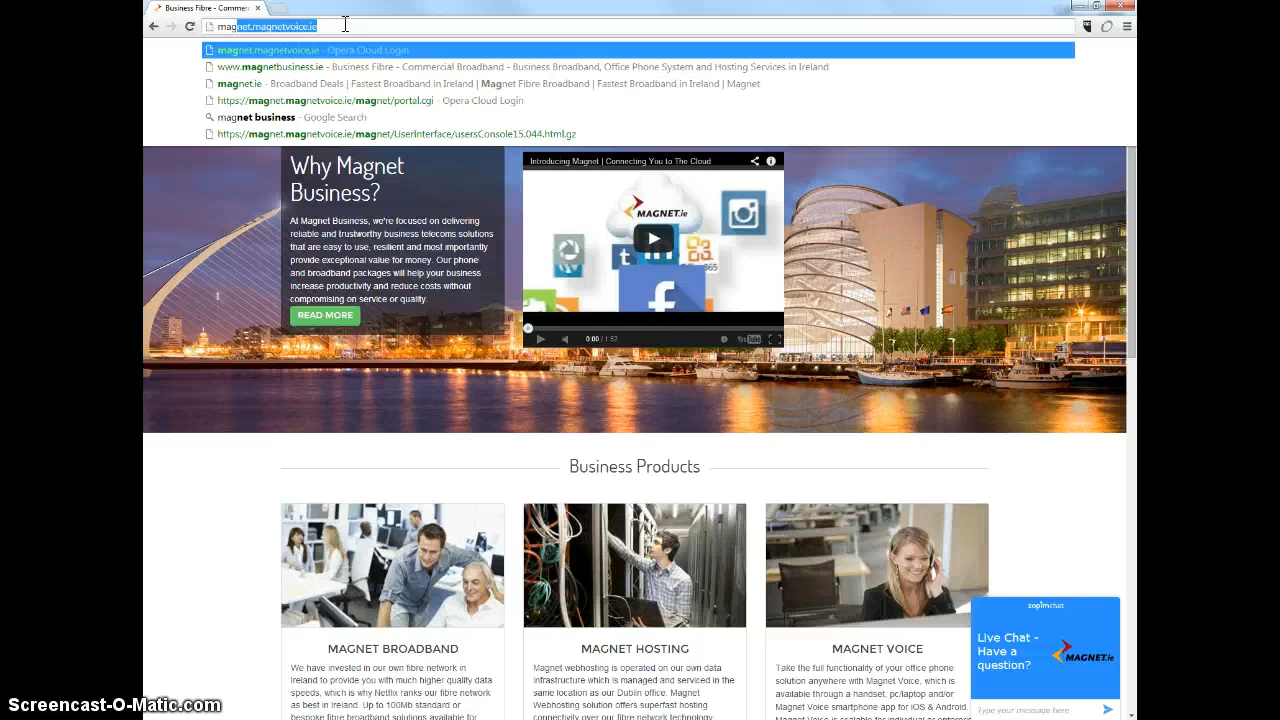 Business Fibre - Commerc
magnet.magnetvoice.ie
magnet.magnetvoice.ie - Opera Cloud Login
www.magnetbusiness.ie - Business Fibre - Commercial Broadband - Business Broadband, Office Phone System and Hosting Services in Ireland
magnet.ie - Broadband Deals | Fastest Broadband in Ireland | Magnet Fibre Broadband | Fastest Broadband in Ireland | Magnet
https://magnet.magnetvoice.ie/magnet/portal.cgi - Opera Cloud Login
magnet business - Google Search
https://magnet.magnetvoice.ie/magnet/UserInterface/usersConsole15.044.html.gz
Why Magnet
Business?
At Magnet Business, we're focused on delivering
reliable and trustworthy business telecoms solutions
that are easy to use, resilient and most importantly
provide exceptional value for money. Our phone
and broadband packages will help your business
increase productivity and reduce costs without
compromising on service or quality.
READ MORE
Introducing Magnet | Connecting You to The Cloud
MAGNET.ie
0:00 / 1:32
YouTube
Business Products
MAGNET BROADBAND
We have invested in our own fibre network in
Ireland to provide you with much higher quality data
speeds, which is why Netflix ranks our fibre network
as best in Ireland. Up to 100Mb standard or
bespoke fibre broadband solutions available for
MAGNET HOSTING
Magnet webhosting is operated on our own data
infrastructure which is managed and serviced in the
same location as our Dublin office. Magnet
Webhosting solution offers superfast hosting
connectivity over our fibre network technology
MAGNET VOICE
Take the full functionality of your office phone
solution anywhere with Magnet Voice, which is
available through a handset, pc/laptop and/or
Magnet Voice smartphone app for iOS & Android.
Magnet Voice is scalable for individual or enterpris
zopim chat
Live Chat -
Have a
question?
MAGNET.ie
Type your message here
Screencast-O-Matic.com